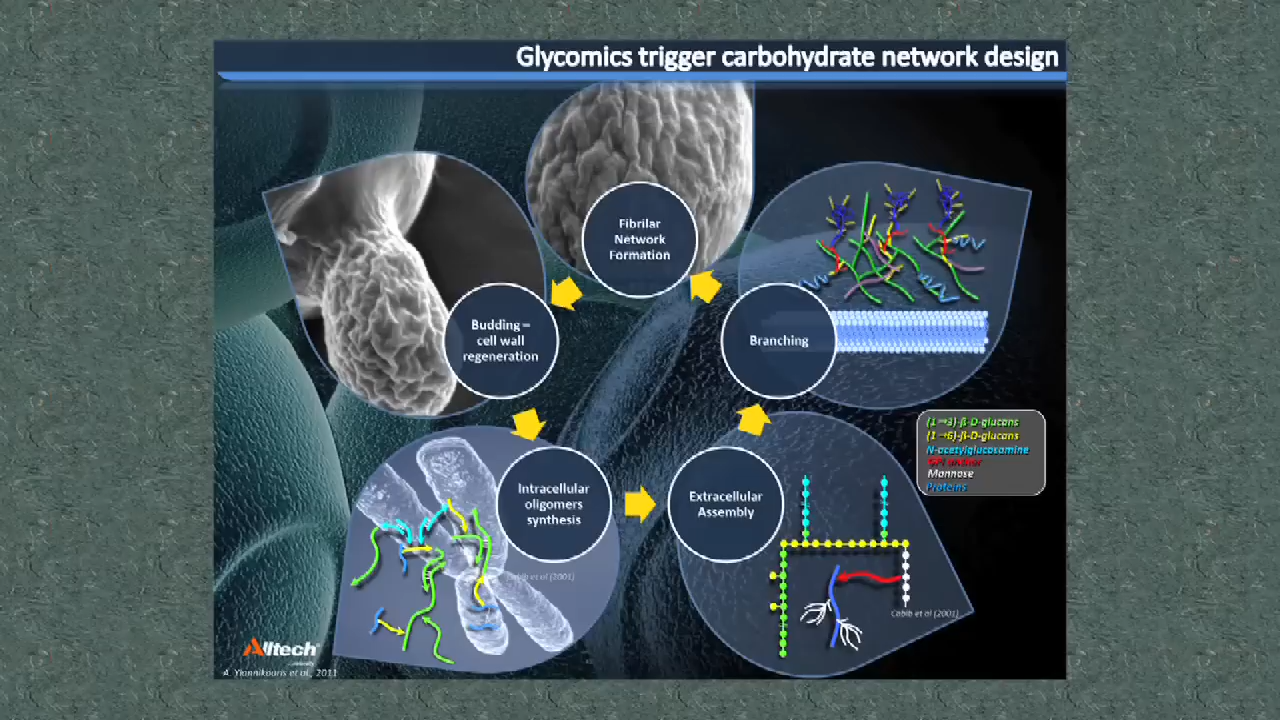 Glycomics trigger carbohydrate network design
Fibrilar
Network
Formation
Budding –
cell wall
regeneration
Branching
(1→3)-β-D-glucans
(1→6)-β-D-glucans
N-acetylglucosamine
GPI anchor
Mannose
Proteins
Intracellular
oligomers
synthesis
Extracellular
Assembly
Cabib et al (2001)
Cabib et al (2001)
Alltech
A. Yiannikouris et al., 2011